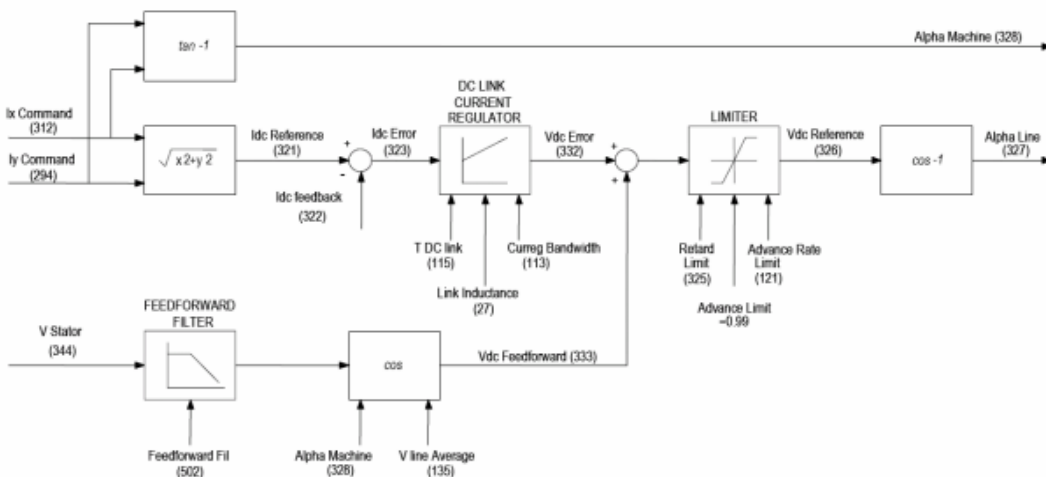 tan -1
Alpha Machine (328)
Ix Command
(312)
Iy Command
(294)
√x 2+y 2
Idc Reference
(321)
+
-
Idc feedback
(322)
Idc Error
(323)
DC LINK
CURRENT
REGULATOR
T DC link
(115)
Link Inductance
(27)
Curreg Bandwidth
(113)
Vdc Error
(332)
+
+
LIMITER
Retard
Limit
(325)
Advance Limit
~0.99
Advance Rate
Limit
(121)
Vdc Reference
(326)
cos -1
Alpha Line
(327)
V Stator
(344)
FEEDFORWARD
FILTER
Feedforward Fil
(502)
cos
Alpha Machine
(328)
V line Average
(135)
Vdc Feedforward (333)